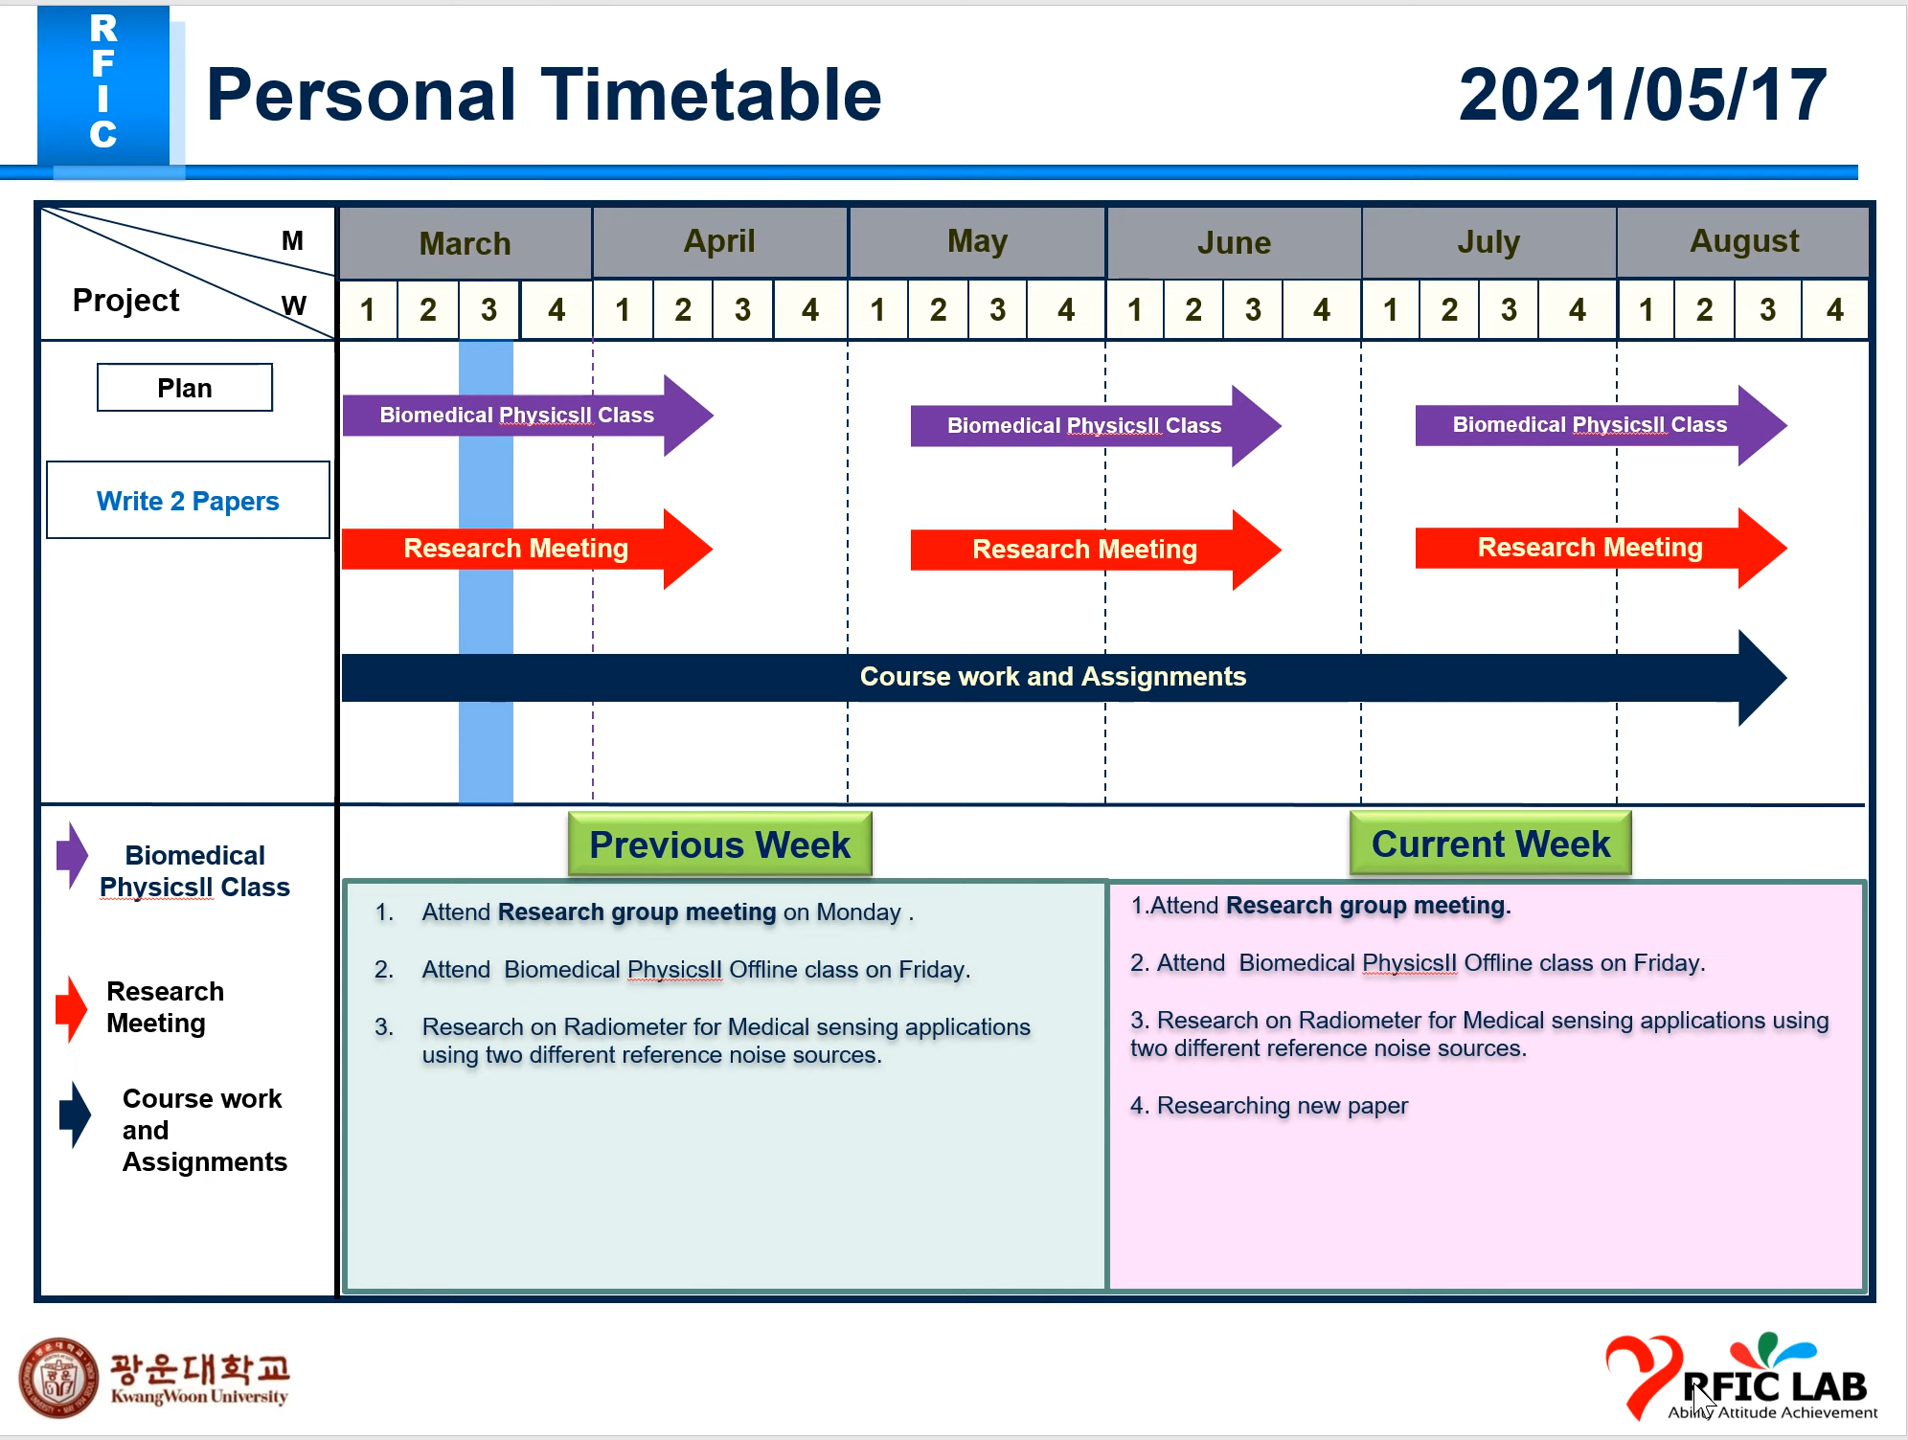 R
F
I
C
Personal Timetable
2021/05/17
M
Project
W
March
April
May
June
July
August
1 2 3 4 1 2 3 4 1 2 3 4 1 2 3 4 1 2 3 4 1 2 3 4
Plan
Write 2 Papers
Biomedical PhysicsII Class
Biomedical PhysicsII Class
Biomedical PhysicsII Class
Research Meeting
Research Meeting
Research Meeting
Course work and Assignments
Biomedical
PhysicsII Class
Research
Meeting
Course work
and
Assignments
Previous Week
1. Attend Research group meeting on Monday .
2. Attend Biomedical PhysicsII Offline class on Friday.
3. Research on Radiometer for Medical sensing applications
using two different reference noise sources.
Current Week
1.Attend Research group meeting.
2. Attend Biomedical PhysicsII Offline class on Friday.
3. Research on Radiometer for Medical sensing applications using
two different reference noise sources.
4. Researching new paper
광운대학교
KwangWoon University
RFIC LAB
Ability Attitude Achievement